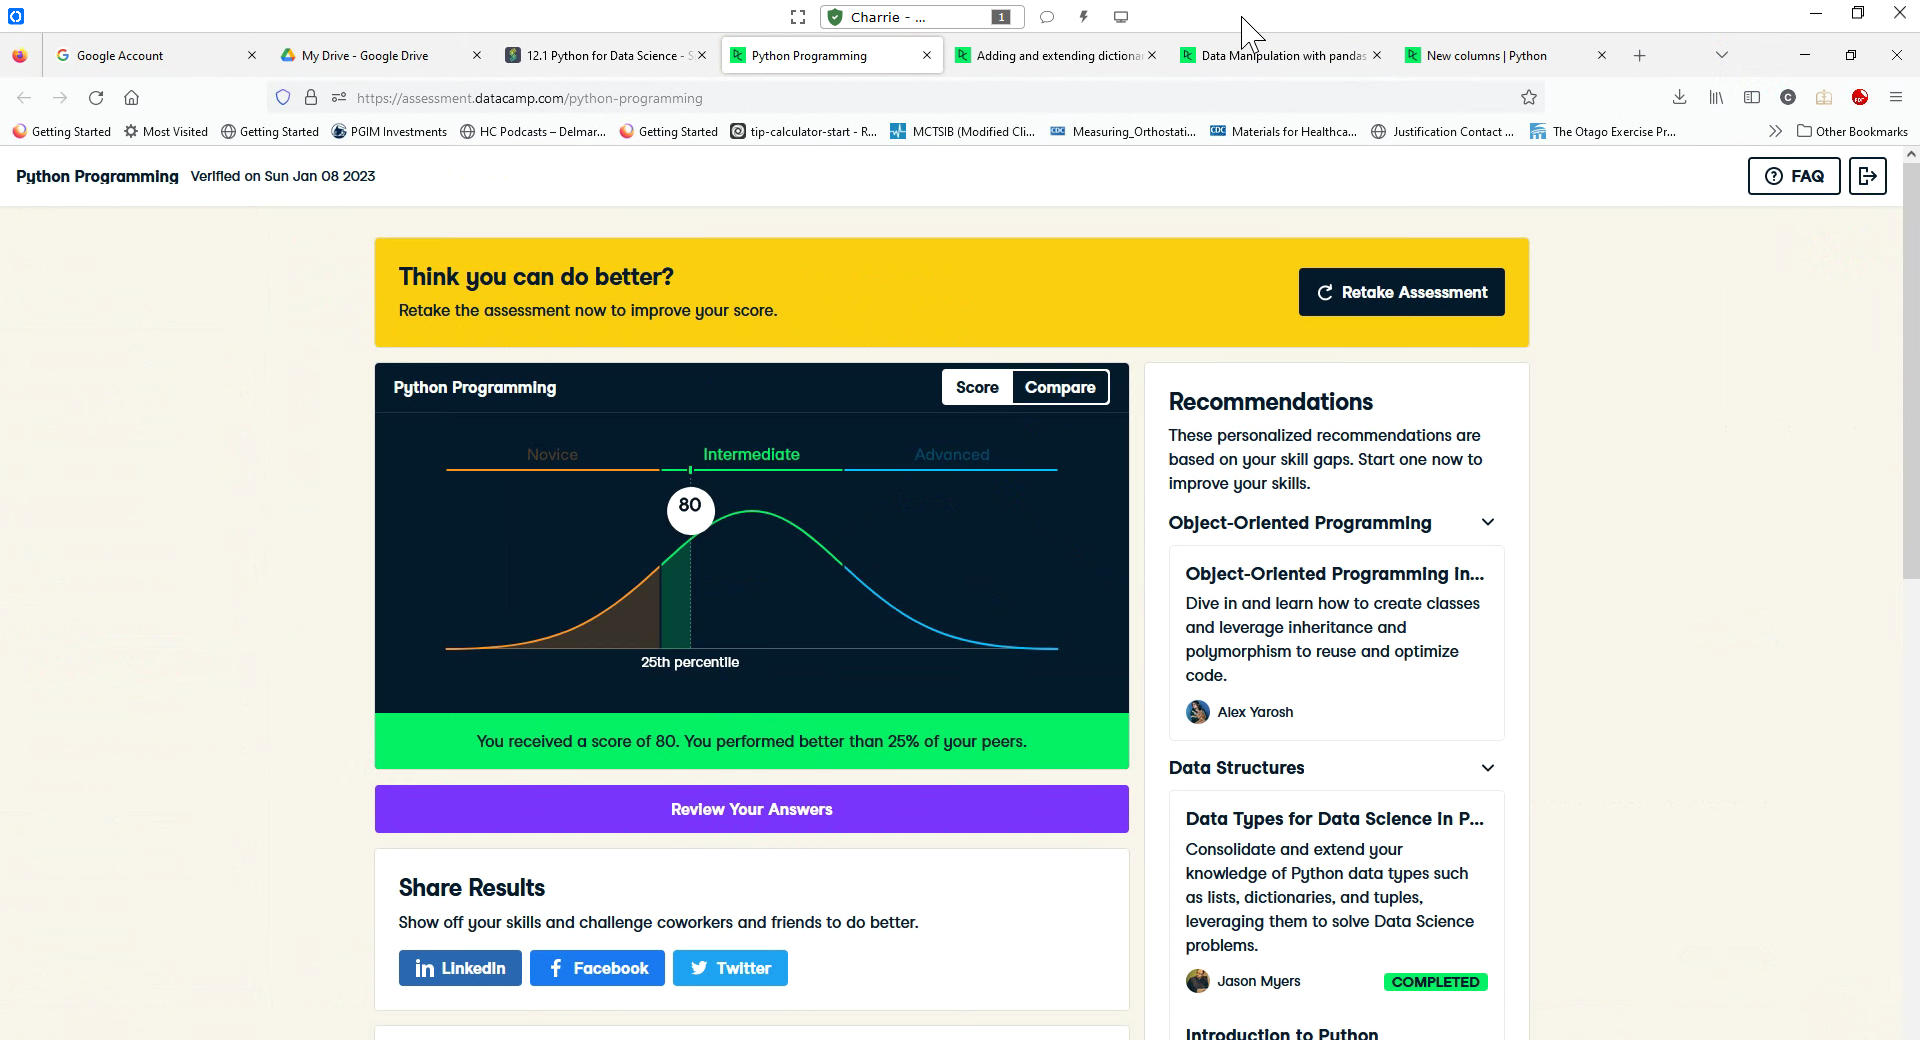 Charrie - ...
1
Google Account
My Drive - Google Drive
12.1 Python for Data Science - S
Python Programming
Adding and extending dictionar
Data Manipulation with pandas
New columns | Python
https://assessment.datacamp.com/python-programming
Getting Started
Most Visited
Getting Started
PGIM Investments
HC Podcasts – Delmar...
Getting Started
tip-calculator-start - R...
MCTSIB (Modified Cli...
Measuring_Orthostati...
Materials for Healthca...
Justification Contact ...
The Otago Exercise Pr...
Other Bookmarks
Python Programming Verified on Sun Jan 08 2023
FAQ
Think you can do better?
Retake the assessment now to improve your score.
Retake Assessment
Python Programming
Score
Compare
Novice
Intermediate
Advanced
80
25th percentile
You received a score of 80. You performed better than 25% of your peers.
Review Your Answers
Share Results
Show off your skills and challenge coworkers and friends to do better.
LinkedIn
Facebook
Twitter
Recommendations
These personalized recommendations are
based on your skill gaps. Start one now to
improve your skills.
Object-Oriented Programming
Object-Oriented Programming in...
Dive in and learn how to create classes
and leverage inheritance and
polymorphism to reuse and optimize
code.
Alex Yarosh
Data Structures
Data Types for Data Science in P...
Consolidate and extend your
knowledge of Python data types such
as lists, dictionaries, and tuples,
leveraging them to solve Data Science
problems.
Jason Myers
COMPLETED
Introduction to Python